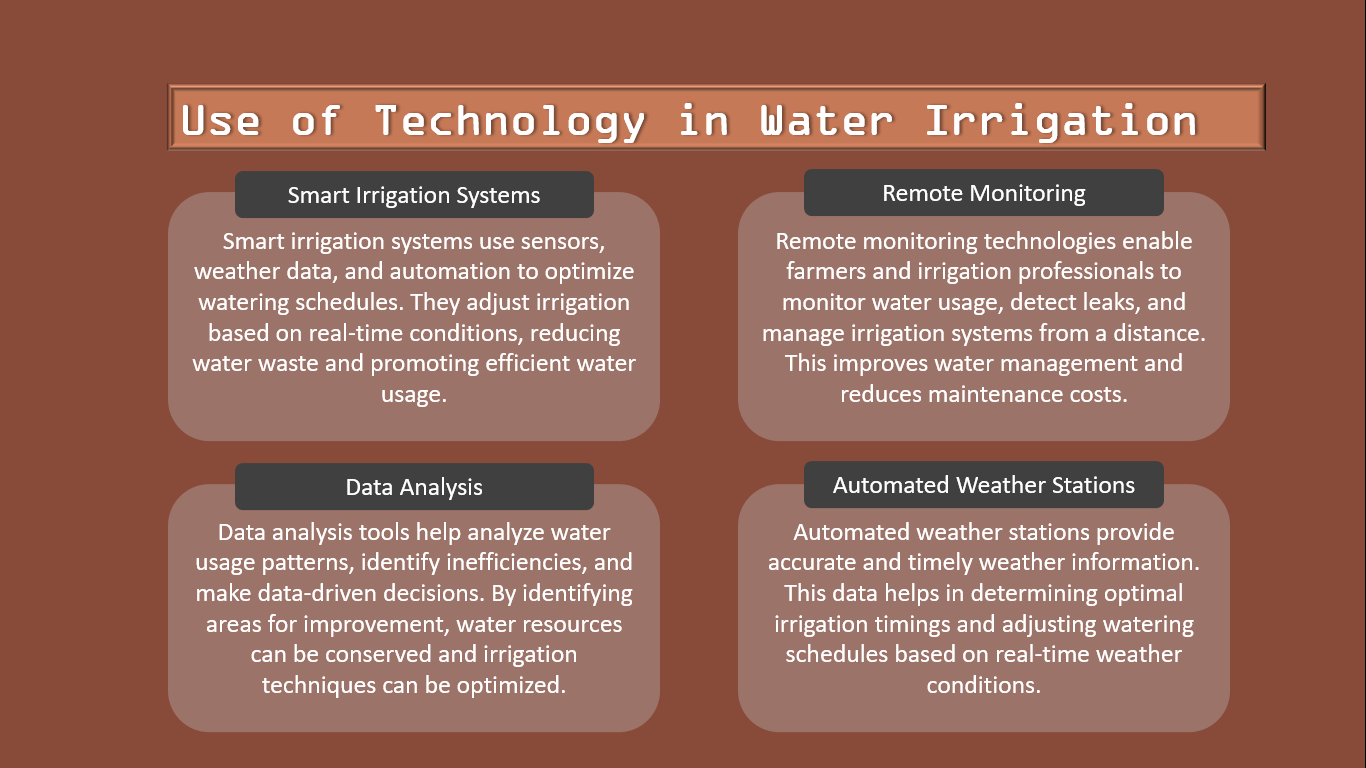 Use of Technology in Water Irrigation
Smart Irrigation Systems
Smart irrigation systems use sensors,
weather data, and automation to optimize
watering schedules. They adjust irrigation
based on real-time conditions, reducing
water waste and promoting efficient water
usage.
Remote Monitoring
Remote monitoring technologies enable
farmers and irrigation professionals to
monitor water usage, detect leaks, and
manage irrigation systems from a distance.
This improves water management and
reduces maintenance costs.
Data Analysis
Data analysis tools help analyze water
usage patterns, identify inefficiencies, and
make data-driven decisions. By identifying
areas for improvement, water resources
can be conserved and irrigation
techniques can be optimized.
Automated Weather Stations
Automated weather stations provide
accurate and timely weather information.
This data helps in determining optimal
irrigation timings and adjusting watering
schedules based on real-time weather
conditions.